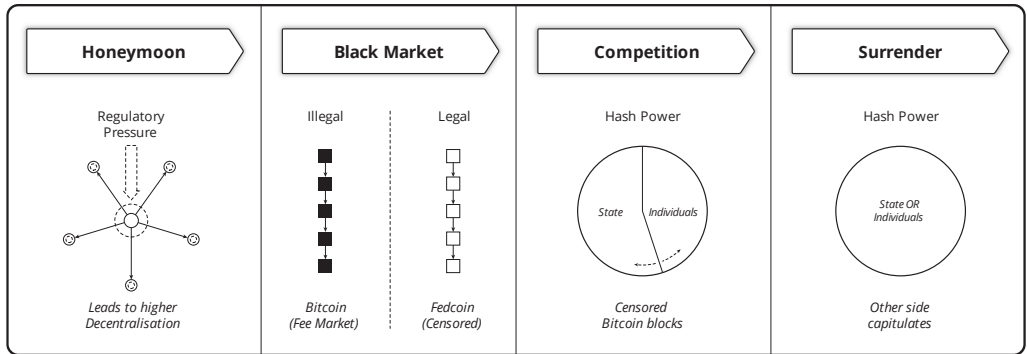 Honeymoon
Regulatory
Pressure
Leads to higher
Decentralisation
Black Market
Illegal
Legal
Bitcoin
(Fee Market)
Fedcoin
(Censored)
Competition
Hash Power
State
Individuals
Censored
Bitcoin blocks
Surrender
Hash Power
State OR
Individuals
Other side
capitulates